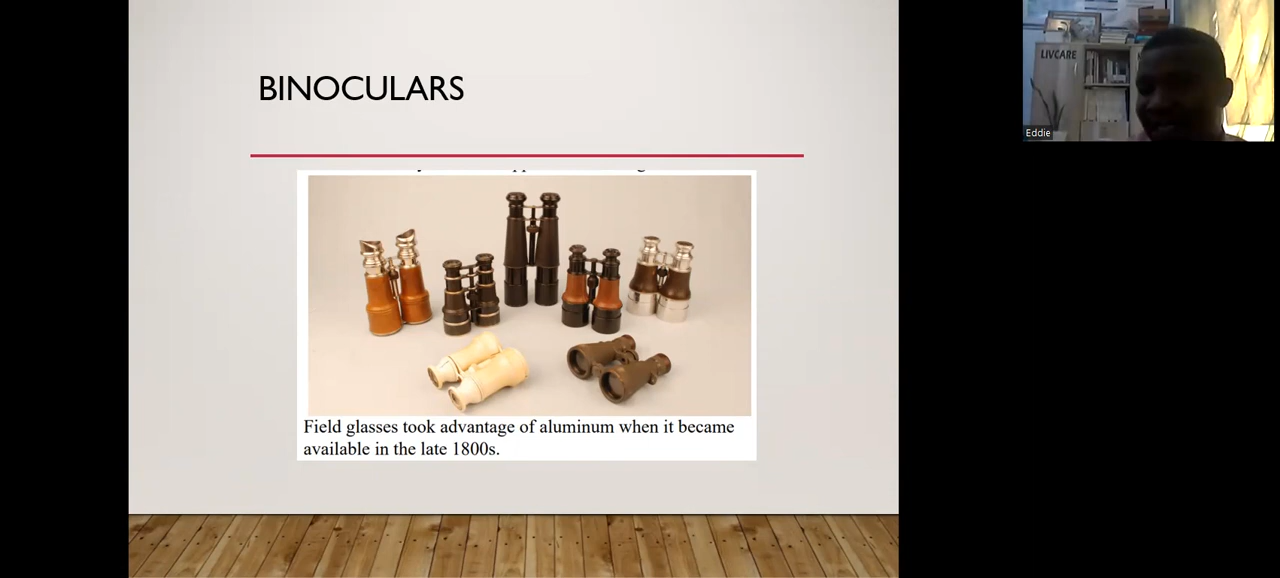 BINOCULARS
Field glasses took advantage of aluminum when it became
available in the late 1800s.
LIVCARE
Eddie